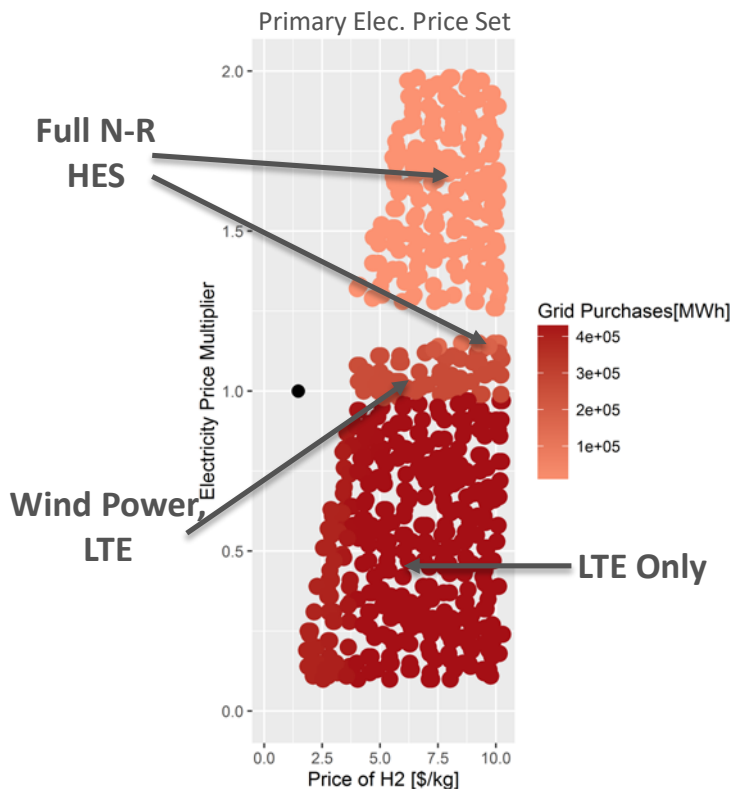 Primary Elec. Price Set
Full N-R
HES
Wind Power,
LTE
LTE Only
Electricity Price Multiplier
2.0
1.5
1.0
0.5
0.0
0.0 2.5 5.0 7.5 10.0
Price of H2 [$/kg]
Grid Purchases[MWh]
4e+05
3e+05
2e+05
1e+05